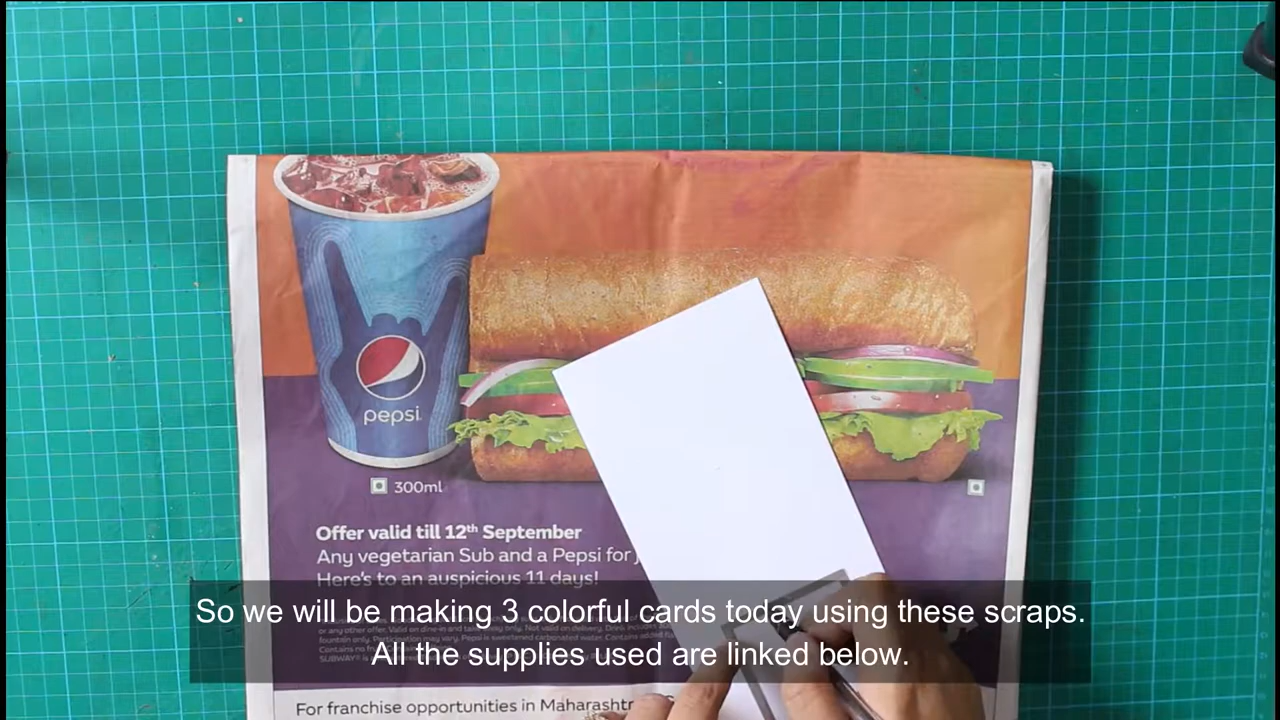 pepsi
300ml
Offer valid till 12th September
Any vegetarian Sub and a Pepsi for
Here's to an auspicious 11 days!
So we will be making 3 colorful cards today using these scraps.
All the supplies used are linked below.
For franchise opportunities in Maharashtr